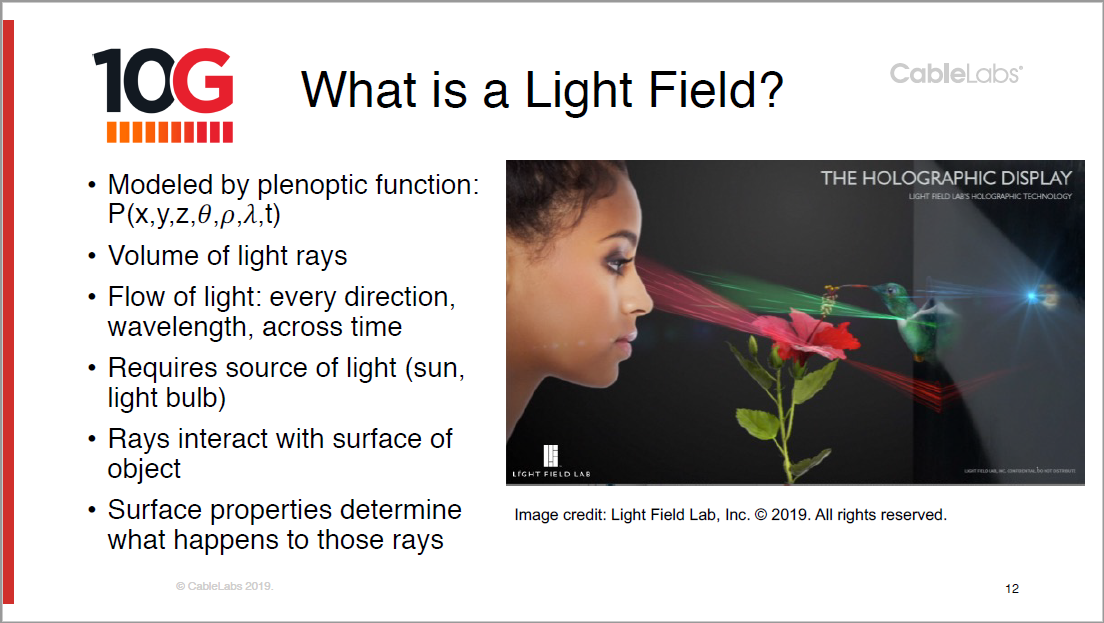 10G
What is a Light Field?
CableLabs®
• Modeled by plenoptic function:
P(x,y,z,θ,ρ,λ,t)
• Volume of light rays
• Flow of light: every direction,
wavelength, across time
• Requires source of light (sun,
light bulb)
• Rays interact with surface of
object
• Surface properties determine
what happens to those rays
THE HOLOGRAPHIC DISPLAY
LIGHT FIELD LAB'S HOLOGRAPHIC TECHNOLOGY
LIGHT FIELD LAB
LIGHT FIELD LAB, INC. CONFIDENTIAL DO NOT DISTRIBUTE
Image credit: Light Field Lab, Inc. © 2019. All rights reserved.
© CableLabs 2019.
12